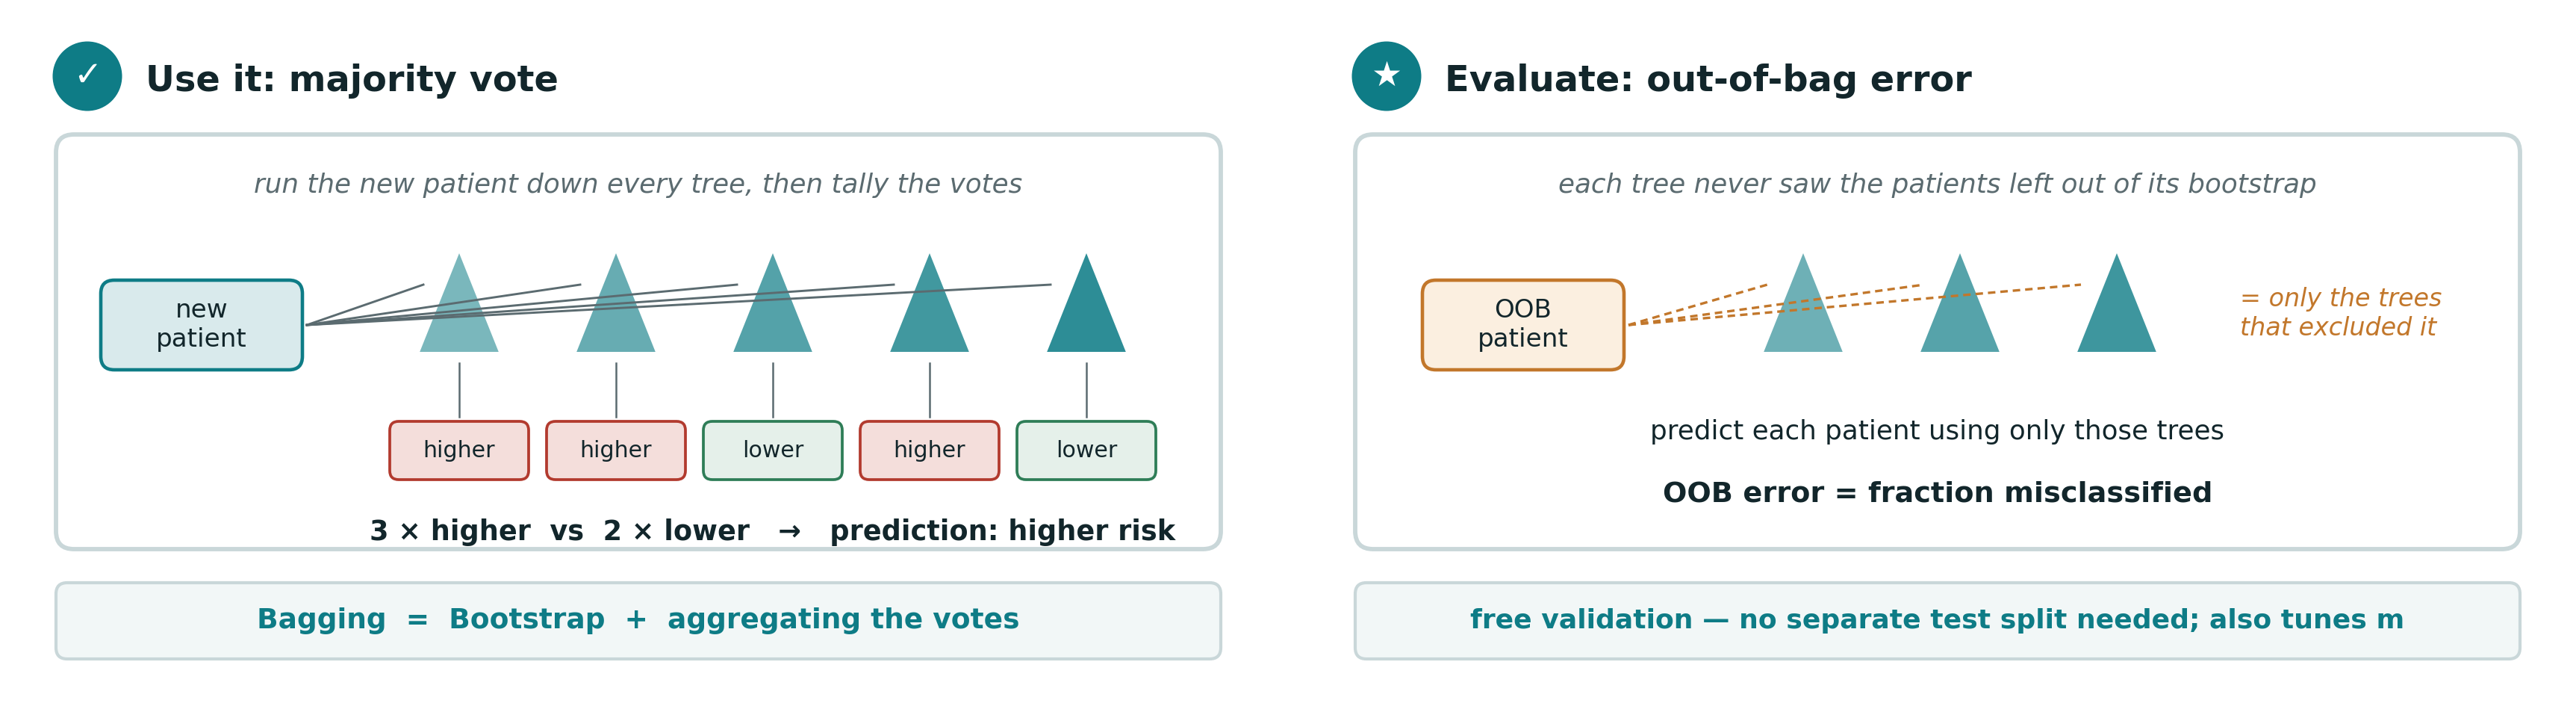 ✓ Use it: majority vote
run the new patient down every tree, then tally the votes
new
patient
higher
higher
lower
higher
lower
3 × higher vs 2 × lower → prediction: higher risk
Bagging = Bootstrap + aggregating the votes
★ Evaluate: out-of-bag error
each tree never saw the patients left out of its bootstrap
OOB
patient
= only the trees
that excluded it
predict each patient using only those trees
OOB error = fraction misclassified
free validation — no separate test split needed; also tunes m